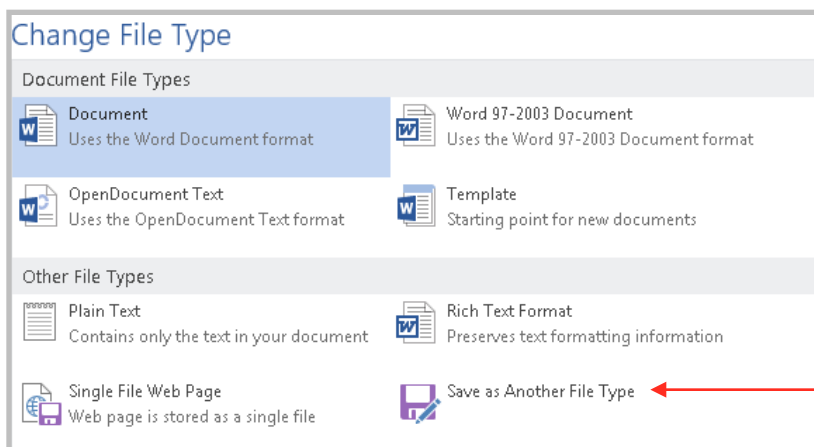 Change File Type
Document File Types
Document
Uses the Word Document format
Word 97-2003 Document
Uses the Word 97-2003 Document format
OpenDocument Text
Uses the OpenDocument Text format
Template
Starting point for new documents
Other File Types
Plain Text
Contains only the text in your document
Rich Text Format
Preserves text formatting information
Single File Web Page
Web page is stored as a single file
Save as Another File Type